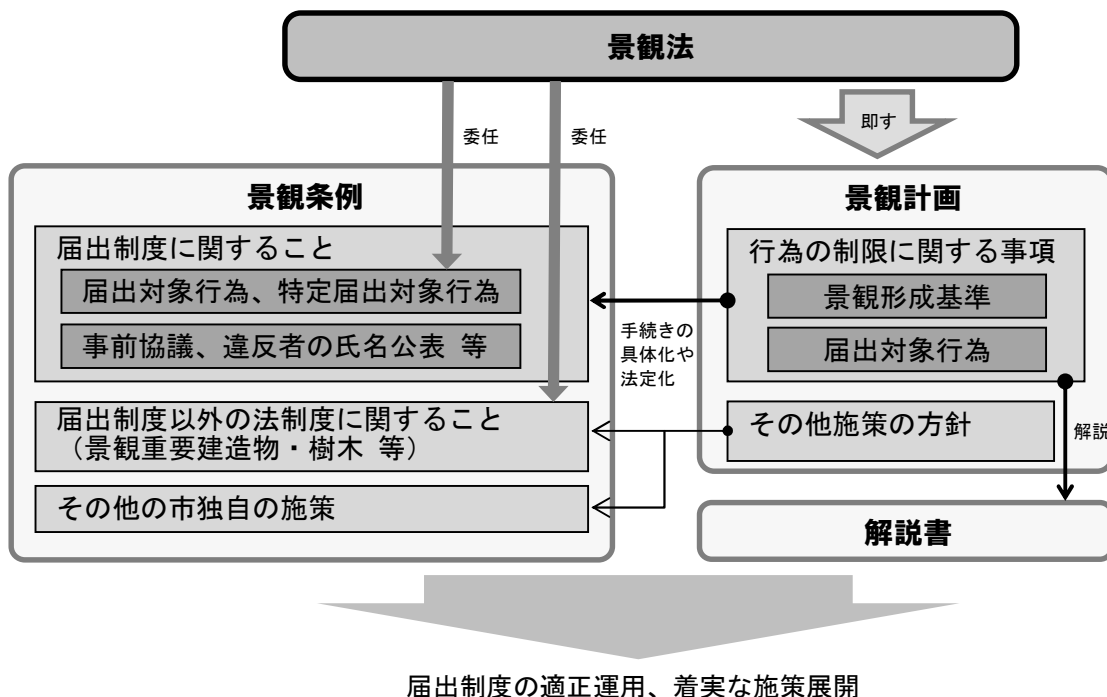 景観法
委任
委任
即す
景観条例
届出制度に関すること
届出対象行為、特定届出対象行為
事前協議、違反者の氏名公表 等
届出制度以外の法制度に関すること
（景観重要建造物・樹木 等）
その他の市独自の施策
手続きの
具体化や
法定化
景観計画
行為の制限に関する事項
景観形成基準
届出対象行為
その他施策の方針
解説
解説書
届出制度の適正運用、着実な施策展開